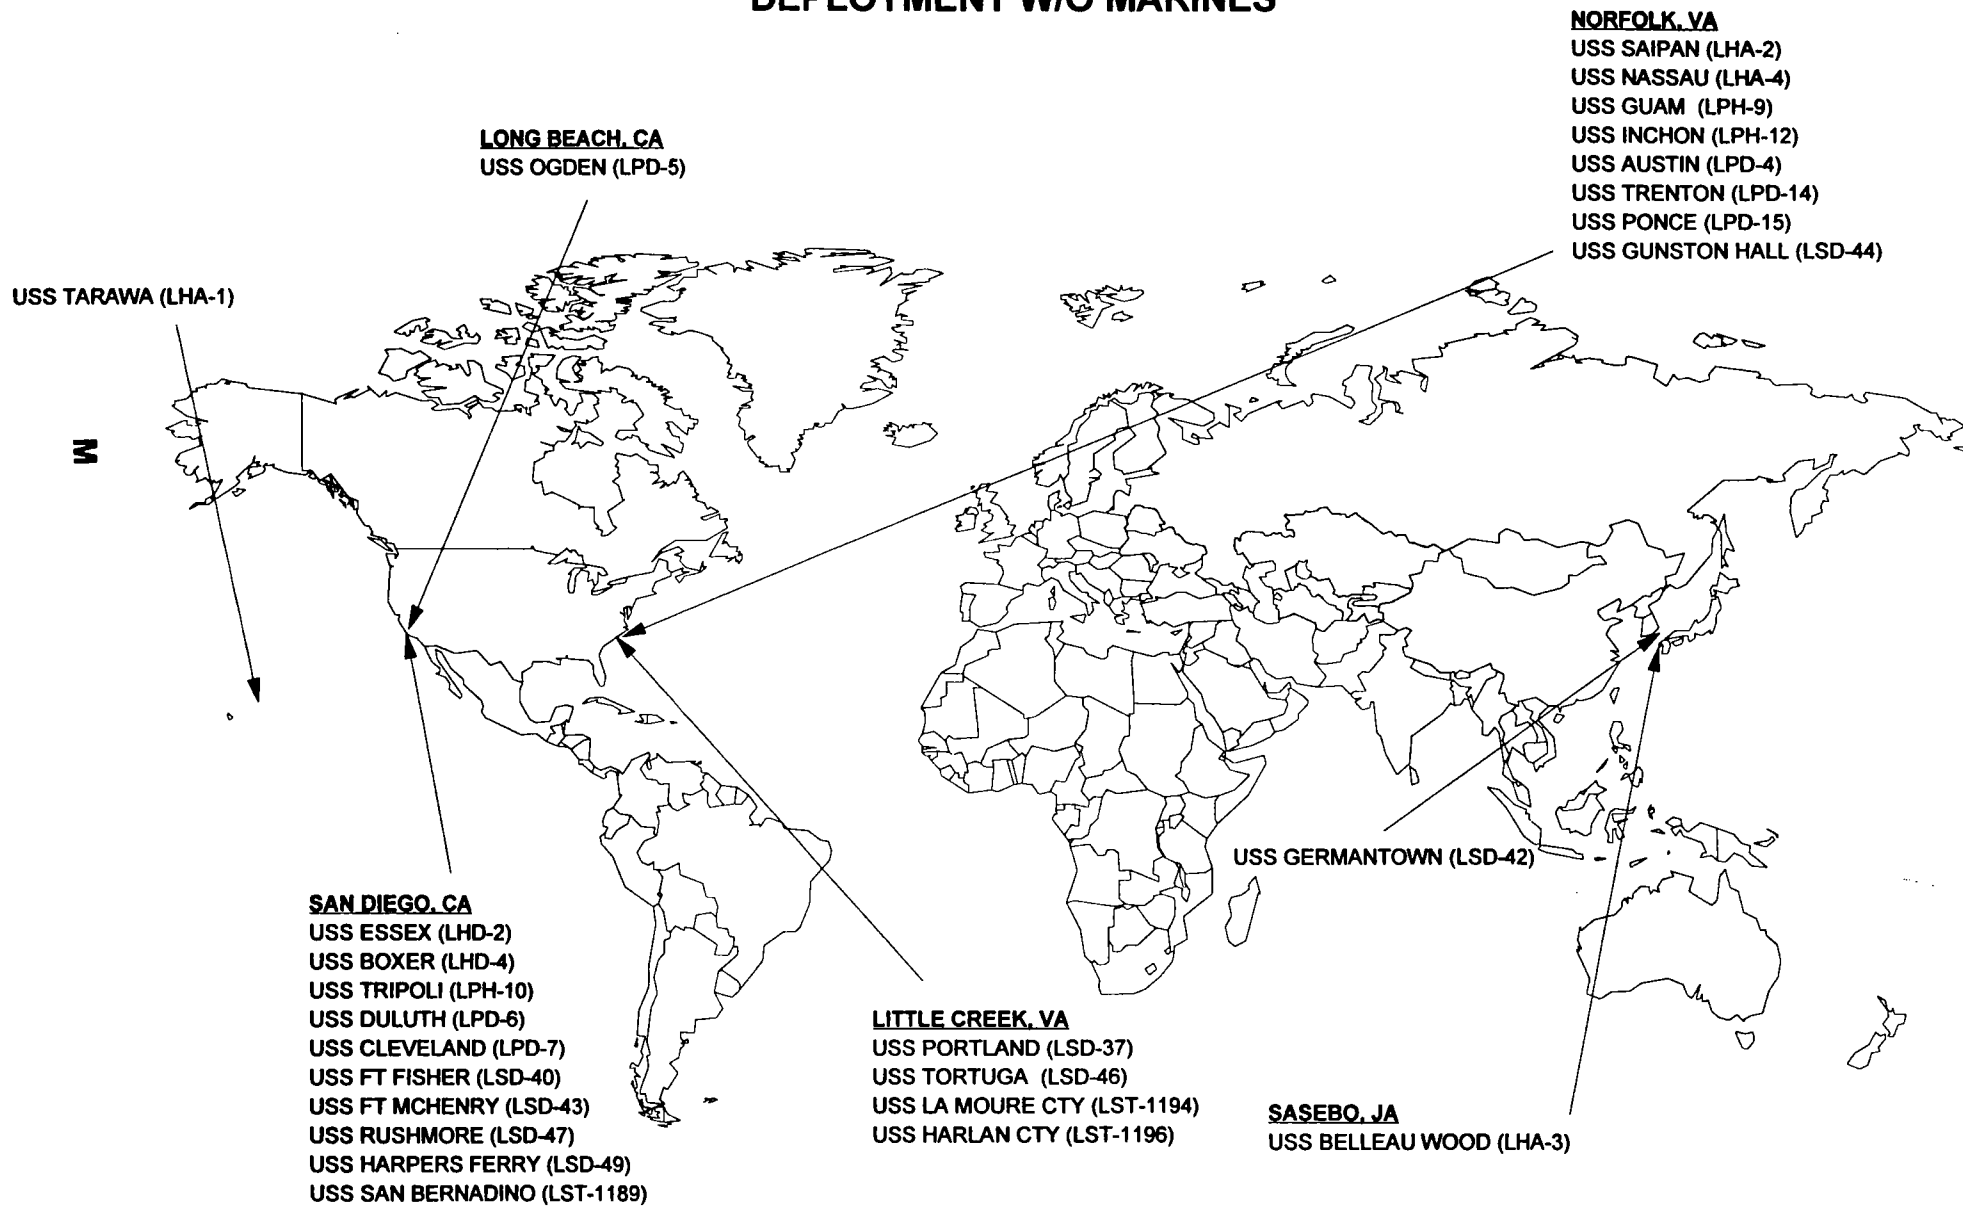 DEPLOYMENT W/O MARINES
NORFOLK, VA
USS SAIPAN (LHA-2)
USS NASSAU (LHA-4)
USS GUAM (LPH-9)
USS INCHON (LPH-12)
USS AUSTIN (LPD-4)
USS TRENTON (LPD-14)
USS PONCE (LPD-15)
USS GUNSTON HALL (LSD-44)
LONG BEACH, CA
USS OGDEN (LPD-5)
USS TARAWA (LHA-1)
M
USS GERMANTOWN (LSD-42)
SAN DIEGO, CA
USS ESSEX (LHD-2)
USS BOXER (LHD-4)
USS TRIPOLI (LPH-10)
USS DULUTH (LPD-6)
USS CLEVELAND (LPD-7)
USS FT FISHER (LSD-40)
USS FT MCHENRY (LSD-43)
USS RUSHMORE (LSD-47)
USS HARPERS FERRY (LSD-49)
USS SAN BERNADINO (LST-1189)
LITTLE CREEK, VA
USS PORTLAND (LSD-37)
USS TORTUGA (LSD-46)
USS LA MOURE CTY (LST-1194)
USS HARLAN CTY (LST-1196)
SASEBO, JA
USS BELLEAU WOOD (LHA-3)